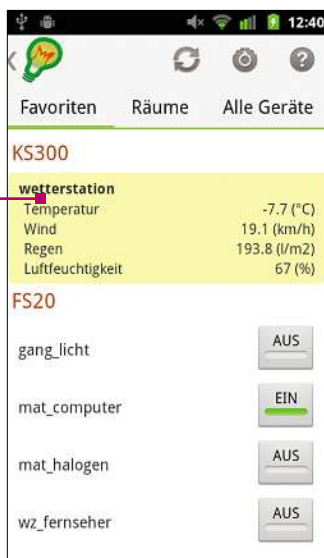 12:40
Favoriten Räume Alle Geräte
KS300
wetterstation
Temperatur -7.7 (°C)
Wind 19.1 (km/h)
Regen 193.8 (l/m2)
Luftfeuchtigkeit 67 (%)
FS20
gang_licht AUS
mat_computer EIN
mat_halogen AUS
wz_fernseher AUS